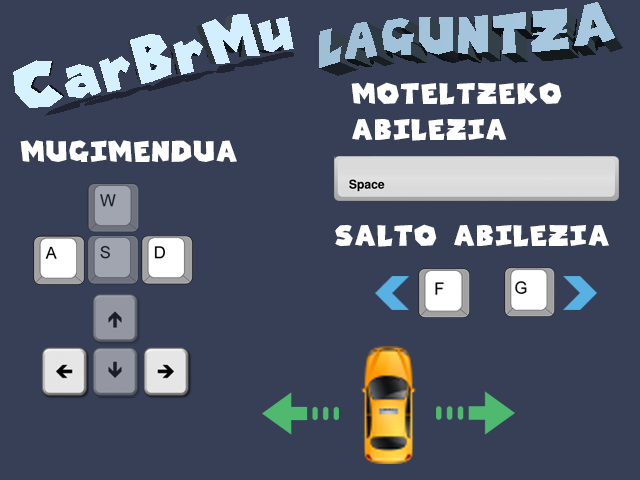 CarBrMu
LAGUNTZA
MUGIMENDUA
W
A S D
MOTELTZEKO
ABILEZIA
Space
SALTO ABILEZIA
F G